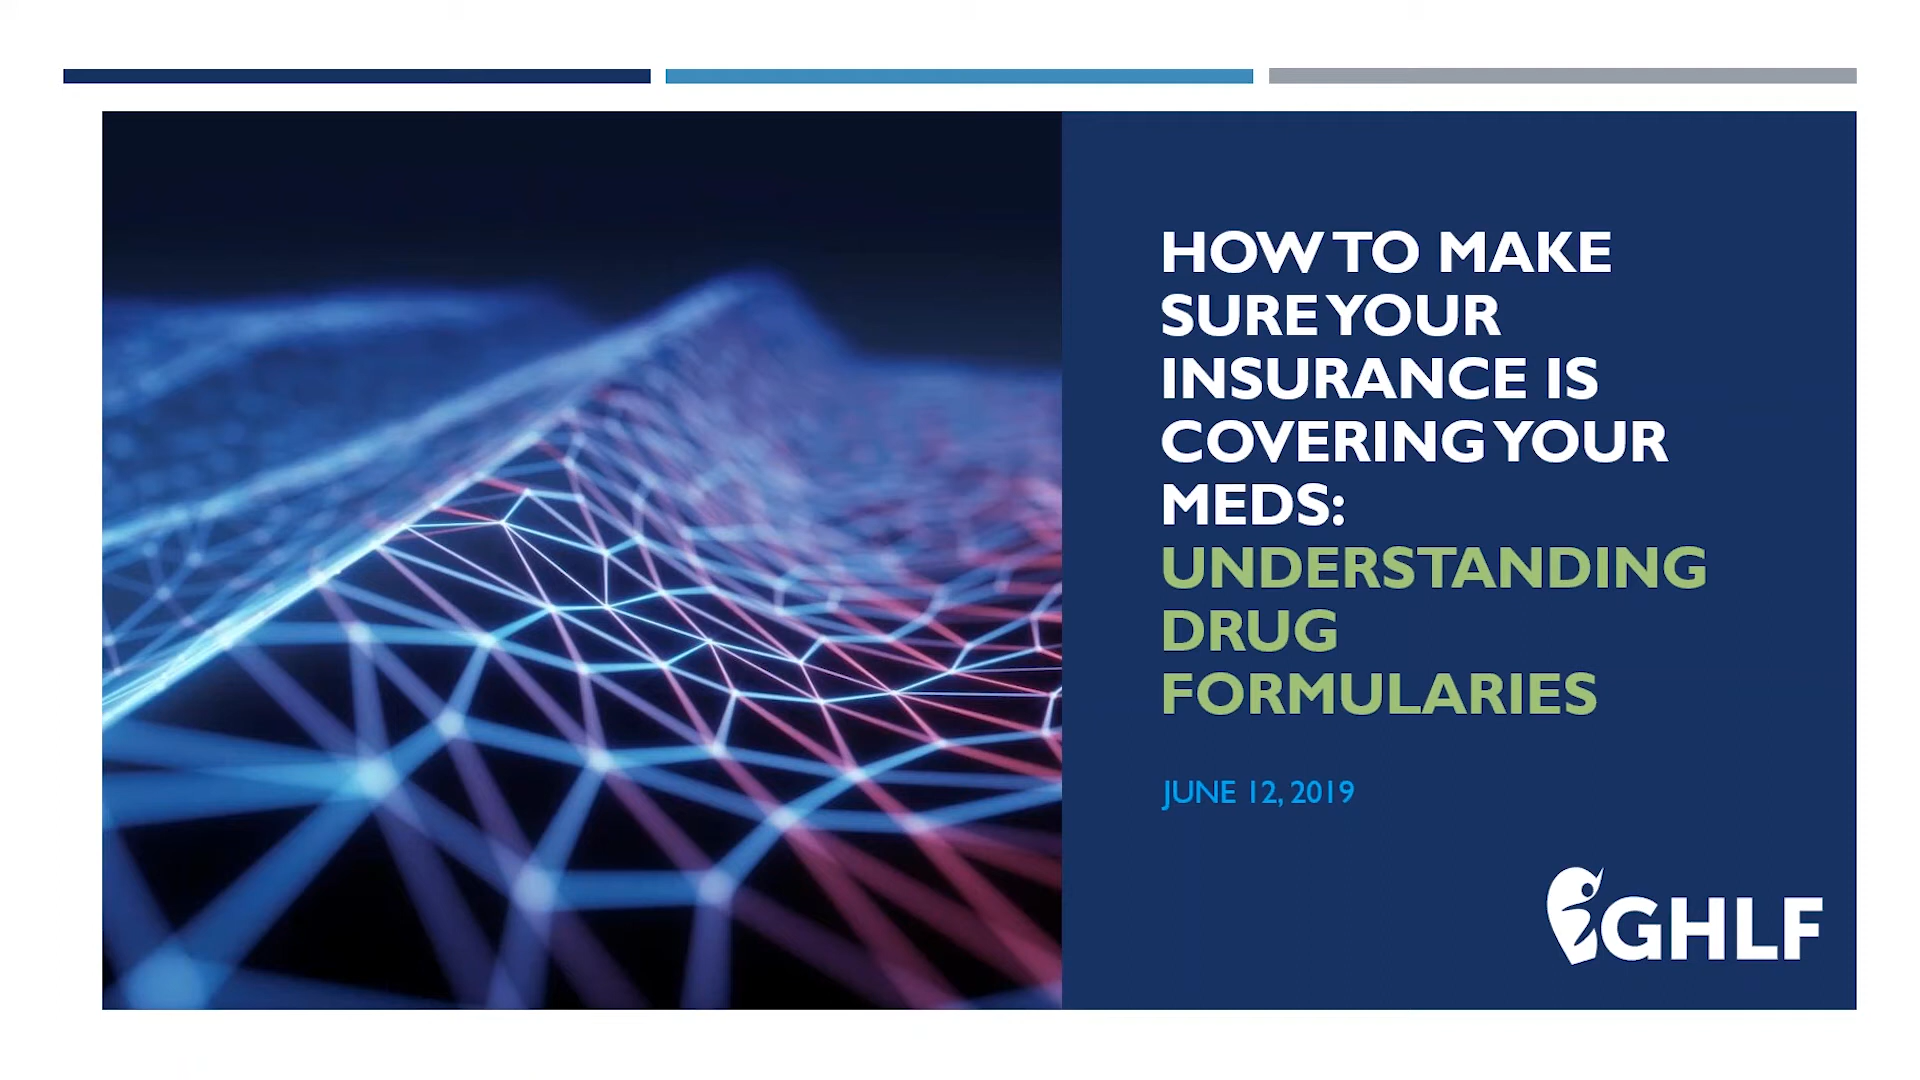 HOW TO MAKE
SURE YOUR
INSURANCE IS
COVERING YOUR
MEDS:
UNDERSTANDING
DRUG
FORMULARIES
JUNE 12, 2019
GHLF